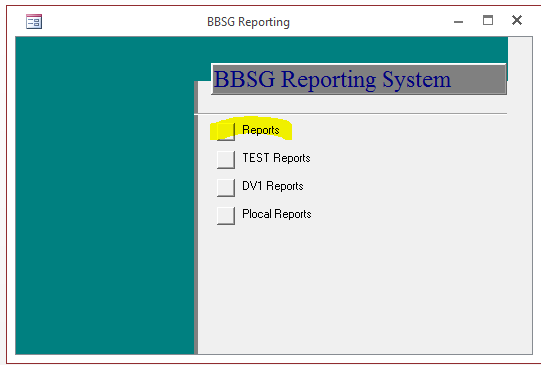 BBSG Reporting
BBSG Reporting System
Reports
TEST Reports
DV1 Reports
Plocal Reports